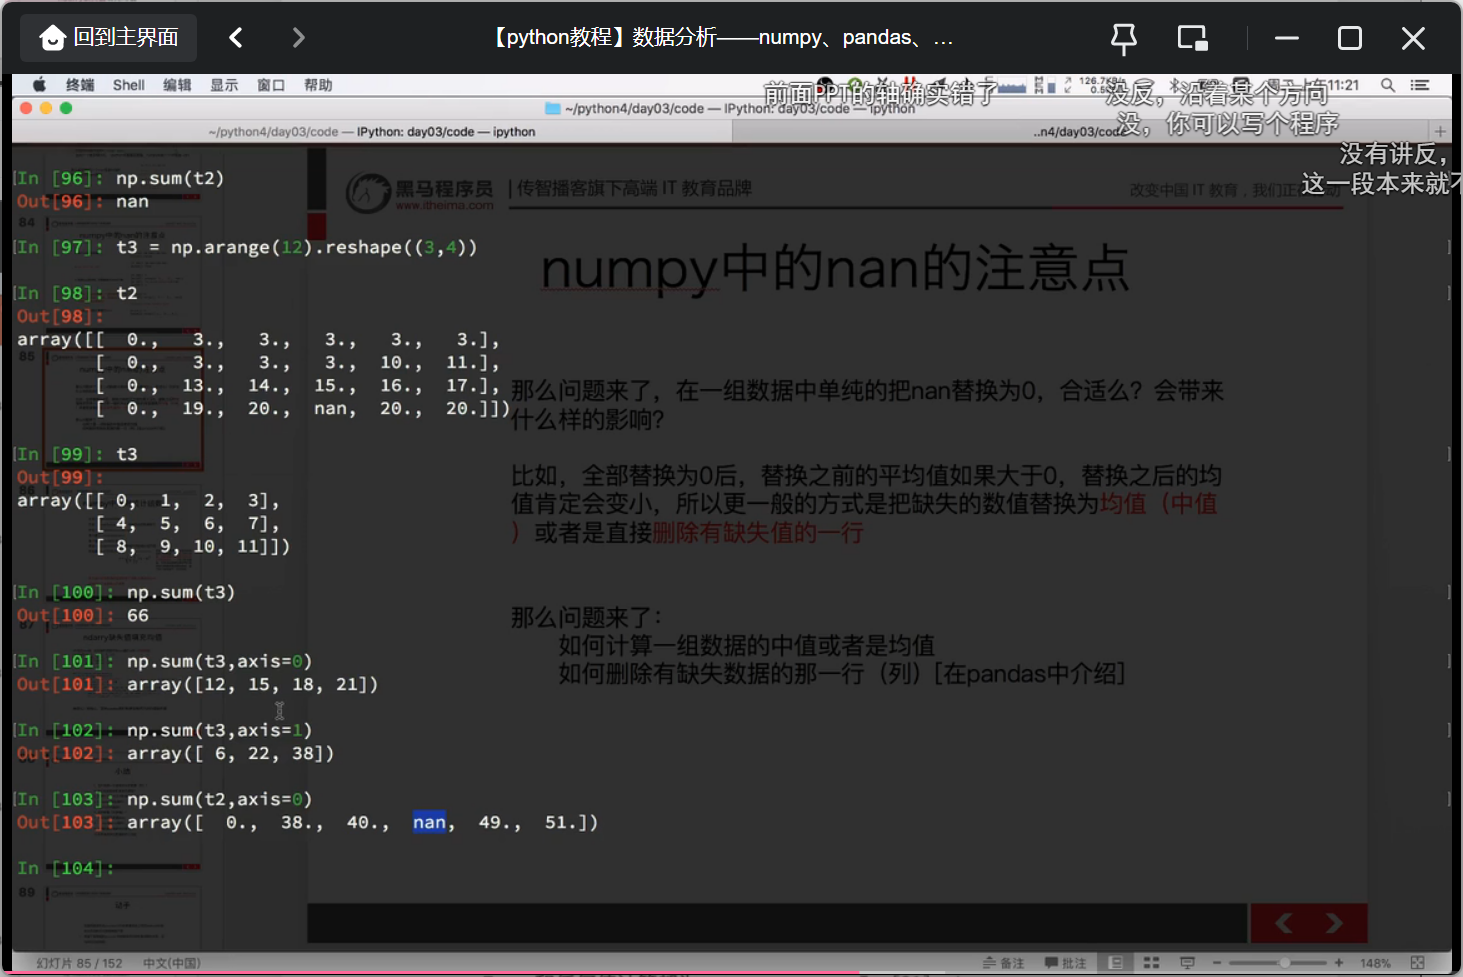 回到主界面
【python教程】数据分析——numpy、pandas、…
终端 Shell 编辑 显示 窗口 帮助
11:21
前面PPT的轴确实错了
没反，沿着某个方向
~/python4/day03/code — IPython: day03/code — ipython
~/python4/day03/code — IPython: day03/code — ipython
..n4/day03/code
没，你可以写个程序
没有讲反，
这一段本来就不
黑马程序员
www.itheima.com
传智播客旗下高端 IT 教育品牌
改变中国 IT 教育，我们正在
numpy中的nan的注意点
In [96]: np.sum(t2)
Out[96]: nan
84
In [97]: t3 = np.arange(12).reshape((3,4))
In [98]: t2
Out[98]:
array([[  0.,   3.,   3.,   3.,   3.,   3.],
[  0.,   3.,   3.,   3.,  10.,  11.],
[  0.,  13.,  14.,  15.,  16.,  17.],
[  0.,  19.,  20.,  nan,  20.,  20.]])
85
In [99]: t3
Out[99]:
array([[ 0,  1,  2,  3],
[ 4,  5,  6,  7],
[ 8,  9, 10, 11]])
In [100]: np.sum(t3)
Out[100]: 66
In [101]: np.sum(t3,axis=0)
Out[101]: array([12, 15, 18, 21])
In [102]: np.sum(t3,axis=1)
Out[102]: array([ 6, 22, 38])
In [103]: np.sum(t2,axis=0)
Out[103]: array([  0.,  38.,  40.,  nan,  49.,  51.])
In [104]:
89
那么问题来了，在一组数据中单纯的把nan替换为0，合适么？会带来
什么样的影响？
比如，全部替换为0后，替换之前的平均值如果大于0，替换之后的均
值肯定会变小，所以更一般的方式是把缺失的数值替换为均值（中值
）或者是直接删除有缺失值的一行
那么问题来了：
如何计算一组数据的中值或者是均值
如何删除有缺失数据的那一行（列）[在pandas中介绍]
幻灯片 85 / 152 中文(中国)
备注 批注 148%